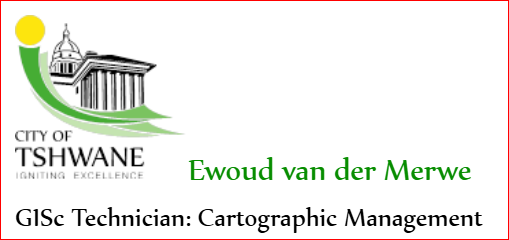 CITY OF
TSHWANE
IGNITING EXCELLENCE
Ewoud van der Merwe
GISc Technician: Cartographic Management